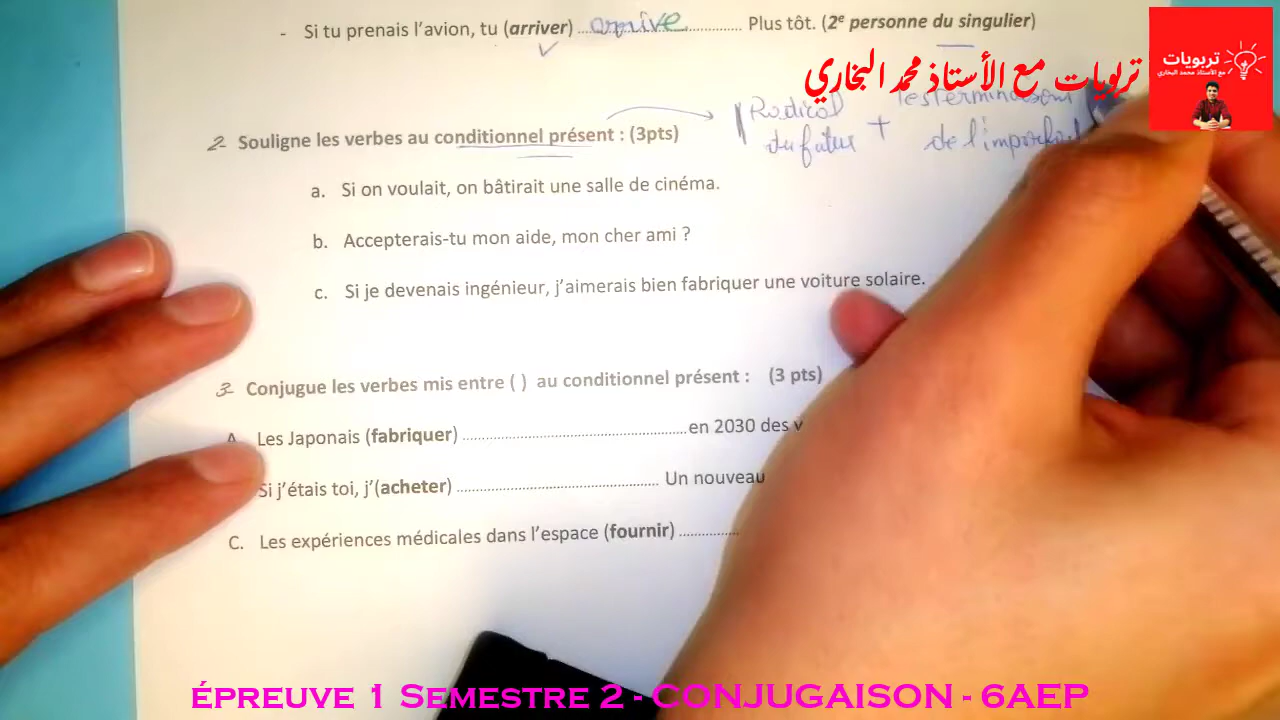 - Si tu prenais l'avion, tu (arriver) arrive ........... Plus tôt. (2e personne du singulier)
تربويات مع الأستاذ محمد البخاري
تربويات
مع الأستاذ محمد البخاري
2 Souligne les verbes au conditionnel présent : (3pts)
Radical + les terminaisons
du futur de l'imparfait
a. Si on voulait, on bâtirait une salle de cinéma.
b. Accepterais-tu mon aide, mon cher ami ?
c. Si je devenais ingénieur, j'aimerais bien fabriquer une voiture solaire.
3 Conjugue les verbes mis entre ( ) au conditionnel présent : (3 pts)
A. Les Japonais (fabriquer) ........................ en 2030 des v
Si j'étais toi, j'(acheter) ........................ Un nouveau
C. Les expériences médicales dans l'espace (fournir) ...............
épreuve 1 Semestre 2 - CONJUGAISON - 6AEP